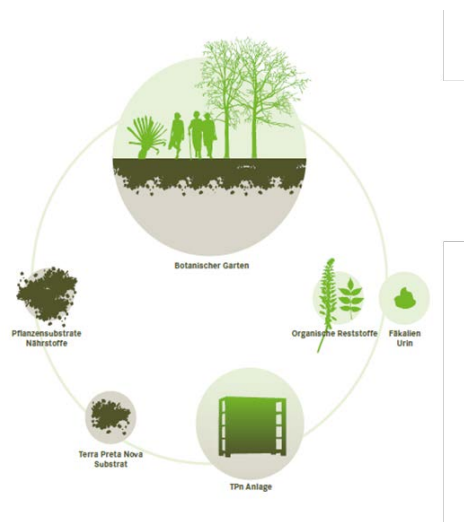 Botanischer Garten
Pflanzensubstrate
Nährstoffe
Organische Reststoffe
Fäkalien
Urin
Terra Preta Nova
Substrat
TPn Anlage